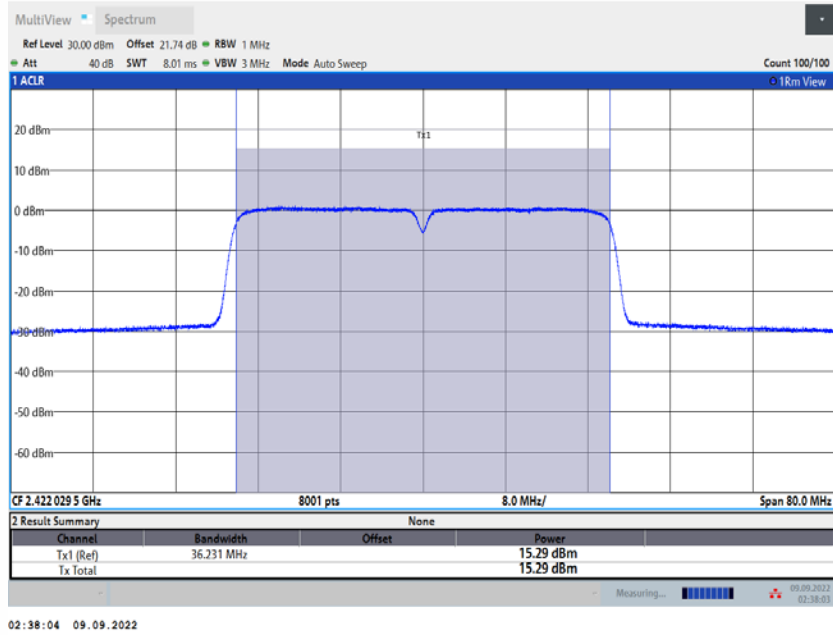 MultiView Spectrum
Ref Level 30.00 dBm Offset 21.74 dB RBW 1 MHz
Att 40 dB SWT 8.01 ms VBW 3 MHz Mode Auto Sweep Count 100/100
1 ACLR 1Rm View
20 dBm
Tx1
10 dBm
0 dBm
-10 dBm
-20 dBm
-30 dBm
-40 dBm
-50 dBm
-60 dBm
CF 2.422 029 5 GHz 8001 pts 8.0 MHz/ Span 80.0 MHz
2 Result Summary None
Channel Bandwidth Offset Power
Tx1 (Ref) 36.231 MHz 15.29 dBm
Tx Total 15.29 dBm
Measuring... 09.09.2022
02:38:03
02:38:04 09.09.2022